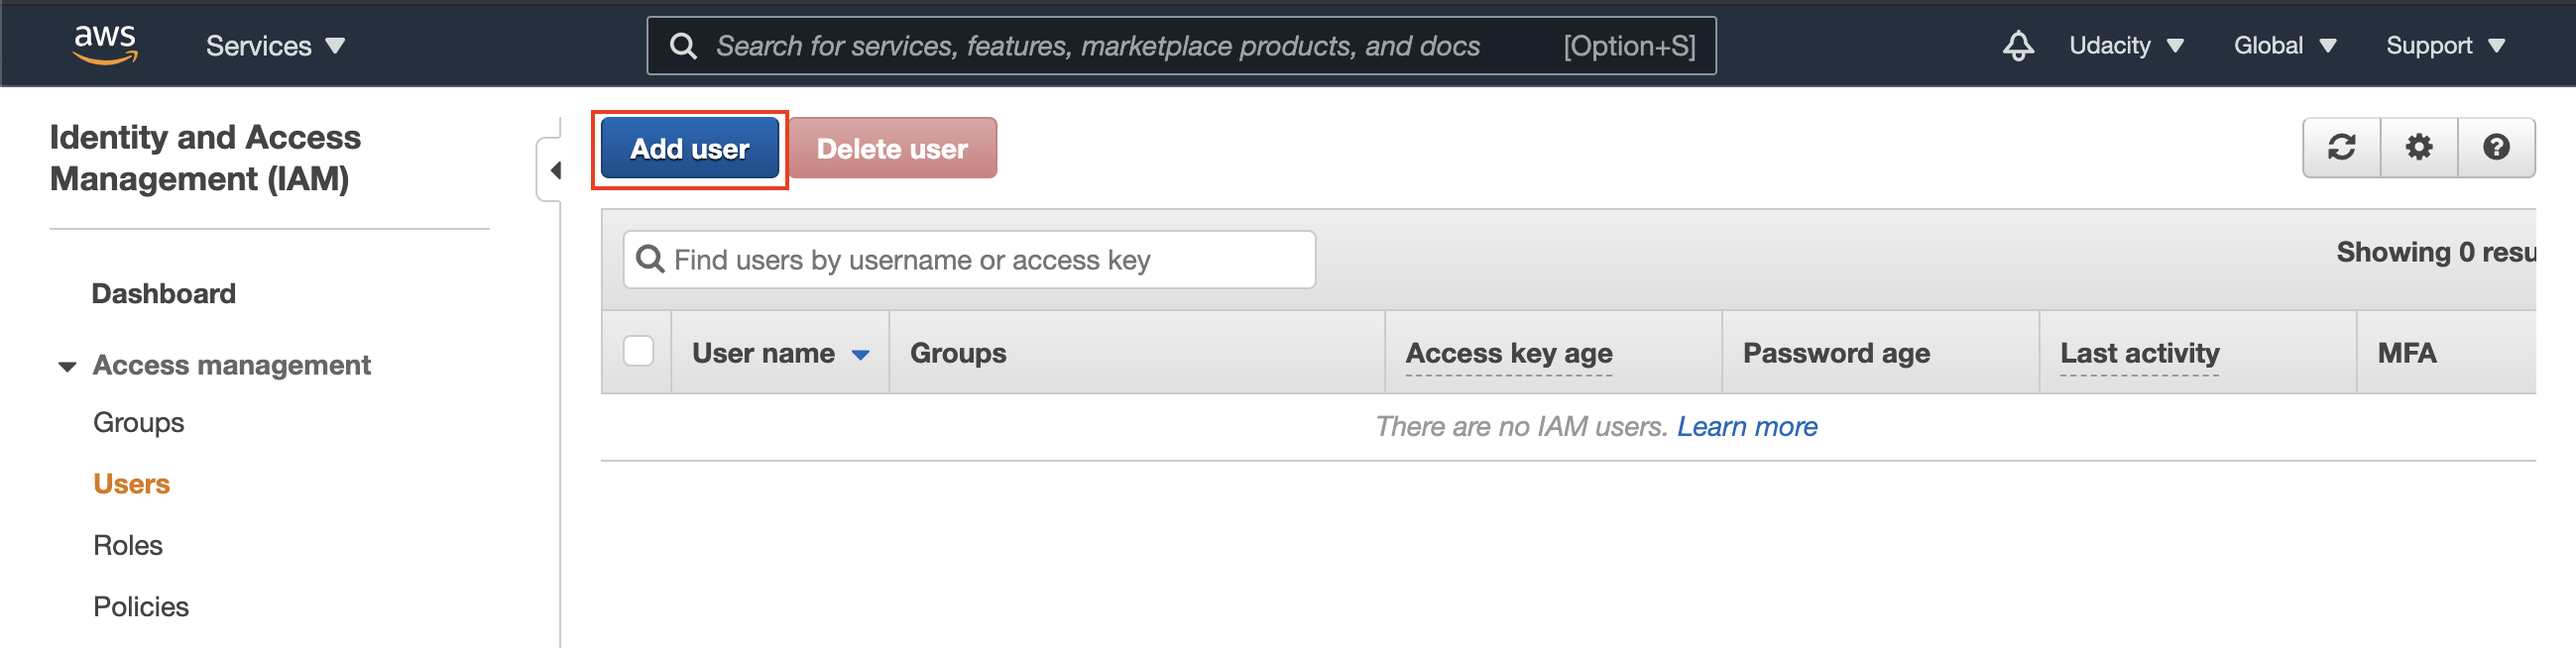 aws
Services
Search for services, features, marketplace products, and docs [Option+S]
Udacity
Global
Support
Identity and Access
Management (IAM)
Dashboard
Access management
Groups
Users
Roles
Policies
Add user
Delete user
Find users by username or access key
Showing 0 resu
User name Groups Access key age Password age Last activity MFA
There are no IAM users. Learn more